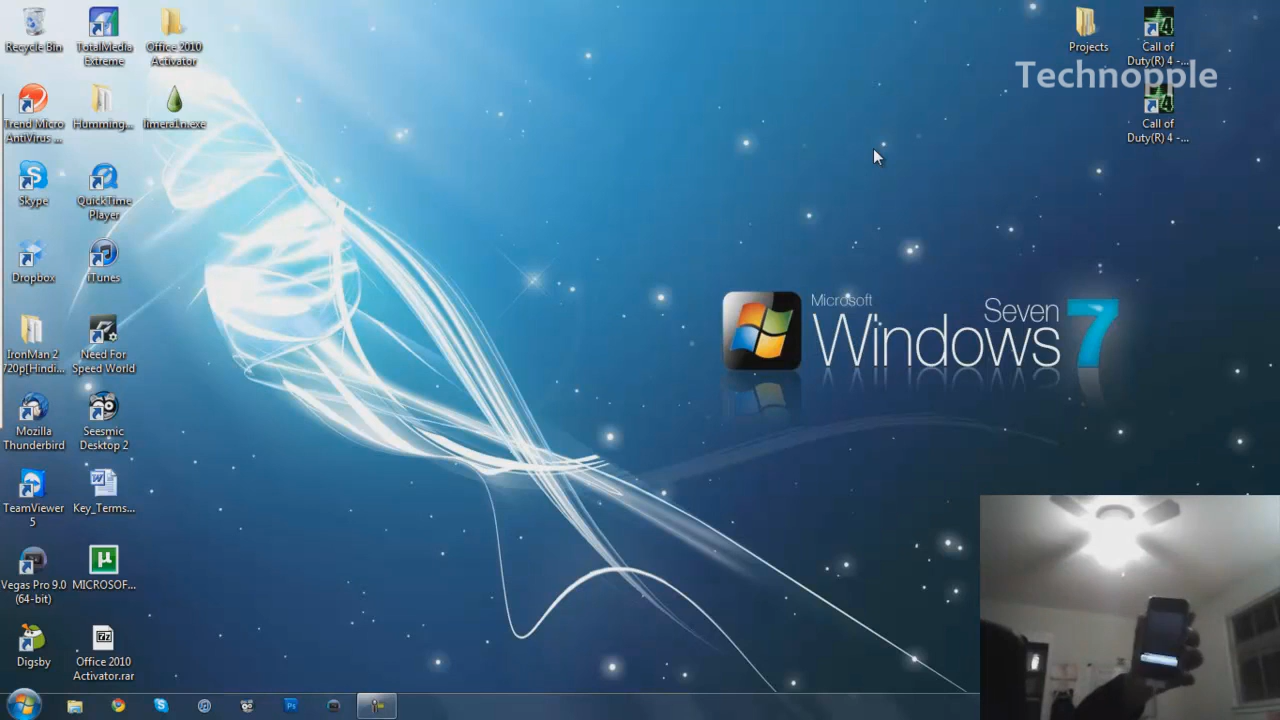 Recycle Bin
TotalMedia
Extreme
Office 2010
Activator
Projects
Call of
Duty(R) 4 -...
Technopple
Trend Micro
AntiVirus ...
Humming...
limera1n.exe
Call of
Duty(R) 4 -...
Skype
QuickTime
Player
Dropbox
iTunes
IronMan 2
720p[Hindi...
Need For
Speed World
Microsoft
Windows
Seven
7
Mozilla
Thunderbird
Seesmic
Desktop 2
TeamViewer
5
Key_Terms...
Vegas Pro 9.0
(64-bit)
MICROSOF...
Digsby
Office 2010
Activator.rar
Ps